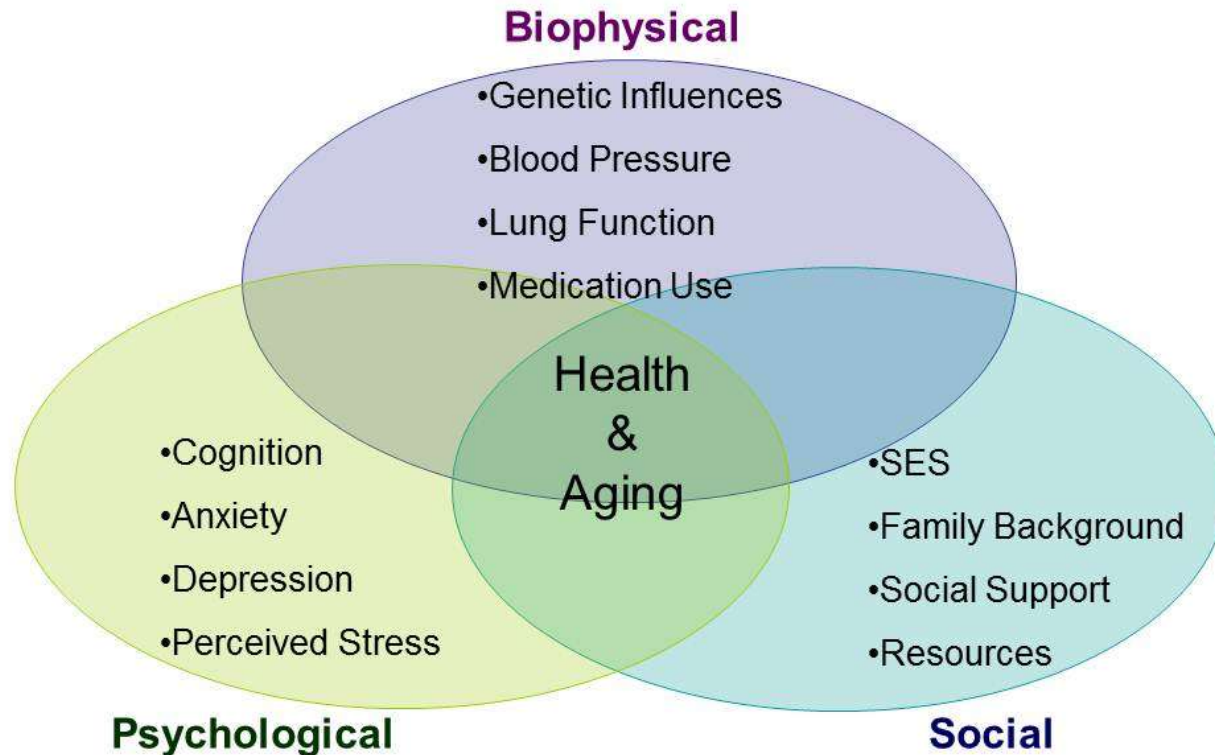 Biophysical
•Genetic Influences
•Blood Pressure
•Lung Function
•Medication Use
Health
&
Aging
•Cognition
•Anxiety
•Depression
•Perceived Stress
•SES
•Family Background
•Social Support
•Resources
Psychological
Social